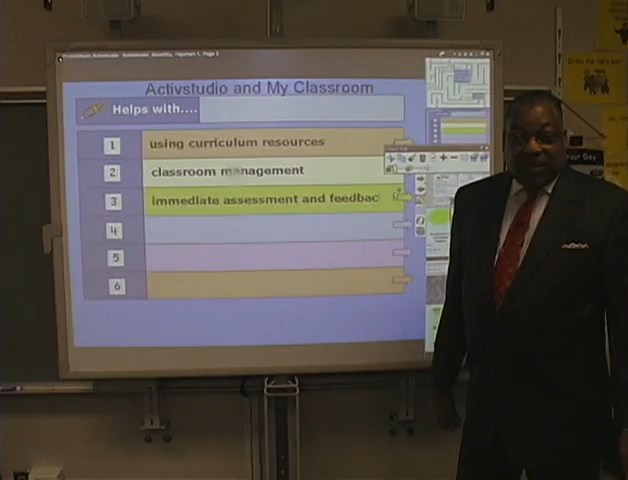 Activstudio and My Classroom
Helps with....
1 using curriculum resources
2 classroom management
3 immediate assessment and feedbac
4
5
6
Your Day